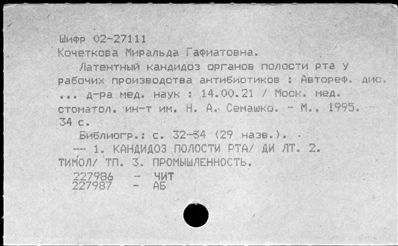 Шифр 02-27111
Кочеткова Миральда Гафиатовна.
Латентный кандидоз органов полости рта у
рабочих производства антибиотиков : Автореф. дис.
... д-ра мед. наук : 14.00.21 / Моск. мед.
стоматол. ин-т им. Н. А. Семашко. - М., 1995.
34 с.
Библиогр.: с. 32-34 (29 назв.).
-- 1. КАНДИДОЗ ПОЛОСТИ РТА/ ДИ ЛТ. 2.
ТИМОЛ/ ТП. 3. ПРОМЫШЛЕННОСТЬ.
227986 - ЧИТ
227987 - АБ